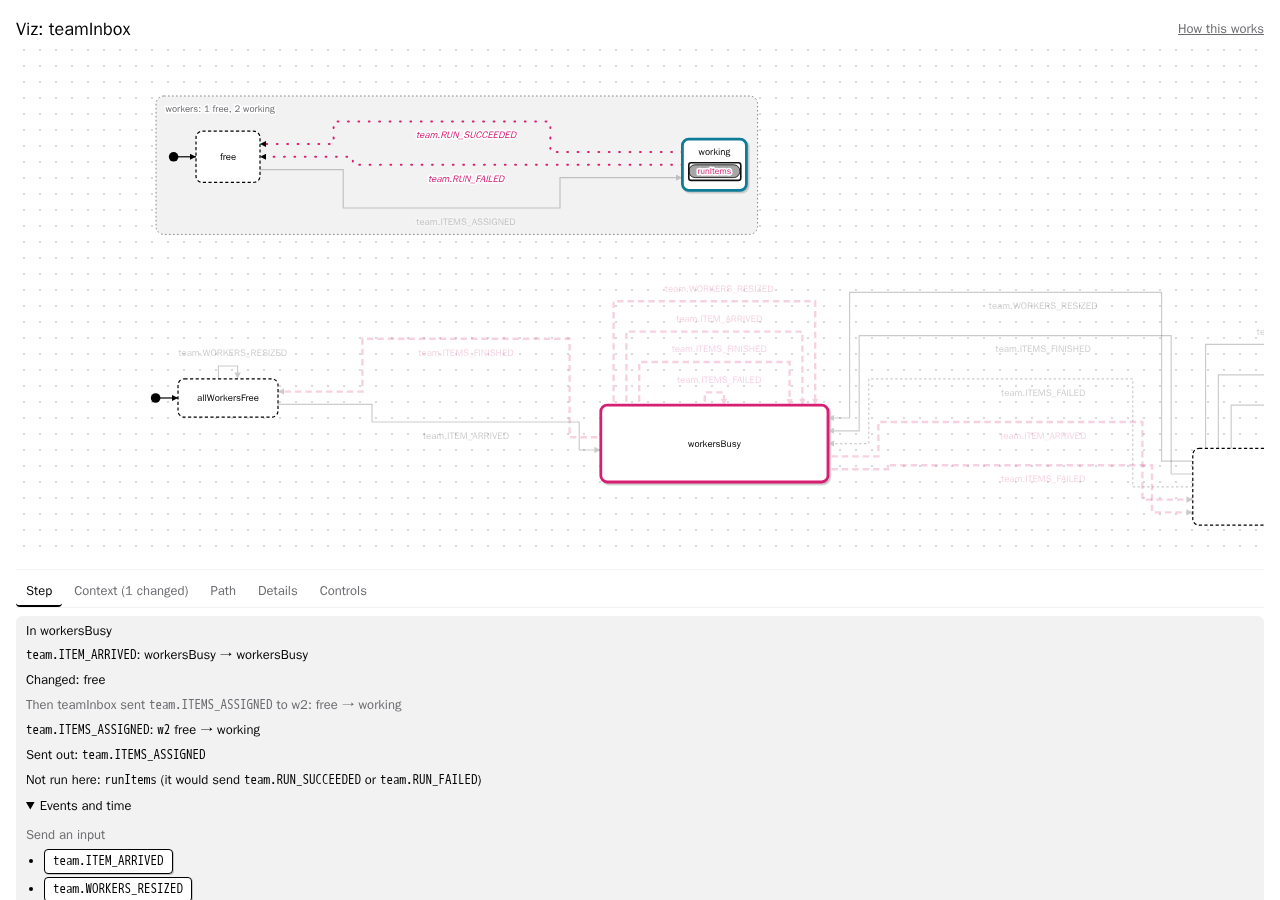 Viz: teamInbox
How this works
workers: 1 free, 2 working
team.RUN_SUCCEEDED
working
free
runItems
team.RUN_FAILED
team.ITEMS_ASSIGNED
team.WORKERS_RESIZED
team.WORKERS_RESIZED
team.ITEM_ARRIVED
team.ITEMS_FINISHED
team.ITEMS_FINISHED
team.WORKERS_RESIZED
team.ITEMS_FINISHED
team.ITEMS_FAILED
team.ITEMS_FAILED
allWorkersFree
team.ITEM_ARRIVED
team.ITEM_ARRIVED
workersBusy
team.ITEMS_FAILED
Step
Context (1 changed)
Path
Details
Controls
In workersBusy
team.ITEM_ARRIVED: workersBusy → workersBusy
Changed: free
Then teamInbox sent team.ITEMS_ASSIGNED to w2: free → working
team.ITEMS_ASSIGNED: w2 free → working
Sent out: team.ITEMS_ASSIGNED
Not run here: runItems (it would send team.RUN_SUCCEEDED or team.RUN_FAILED)
▼ Events and time
Send an input
• team.ITEM_ARRIVED
• team.WORKERS_RESIZED